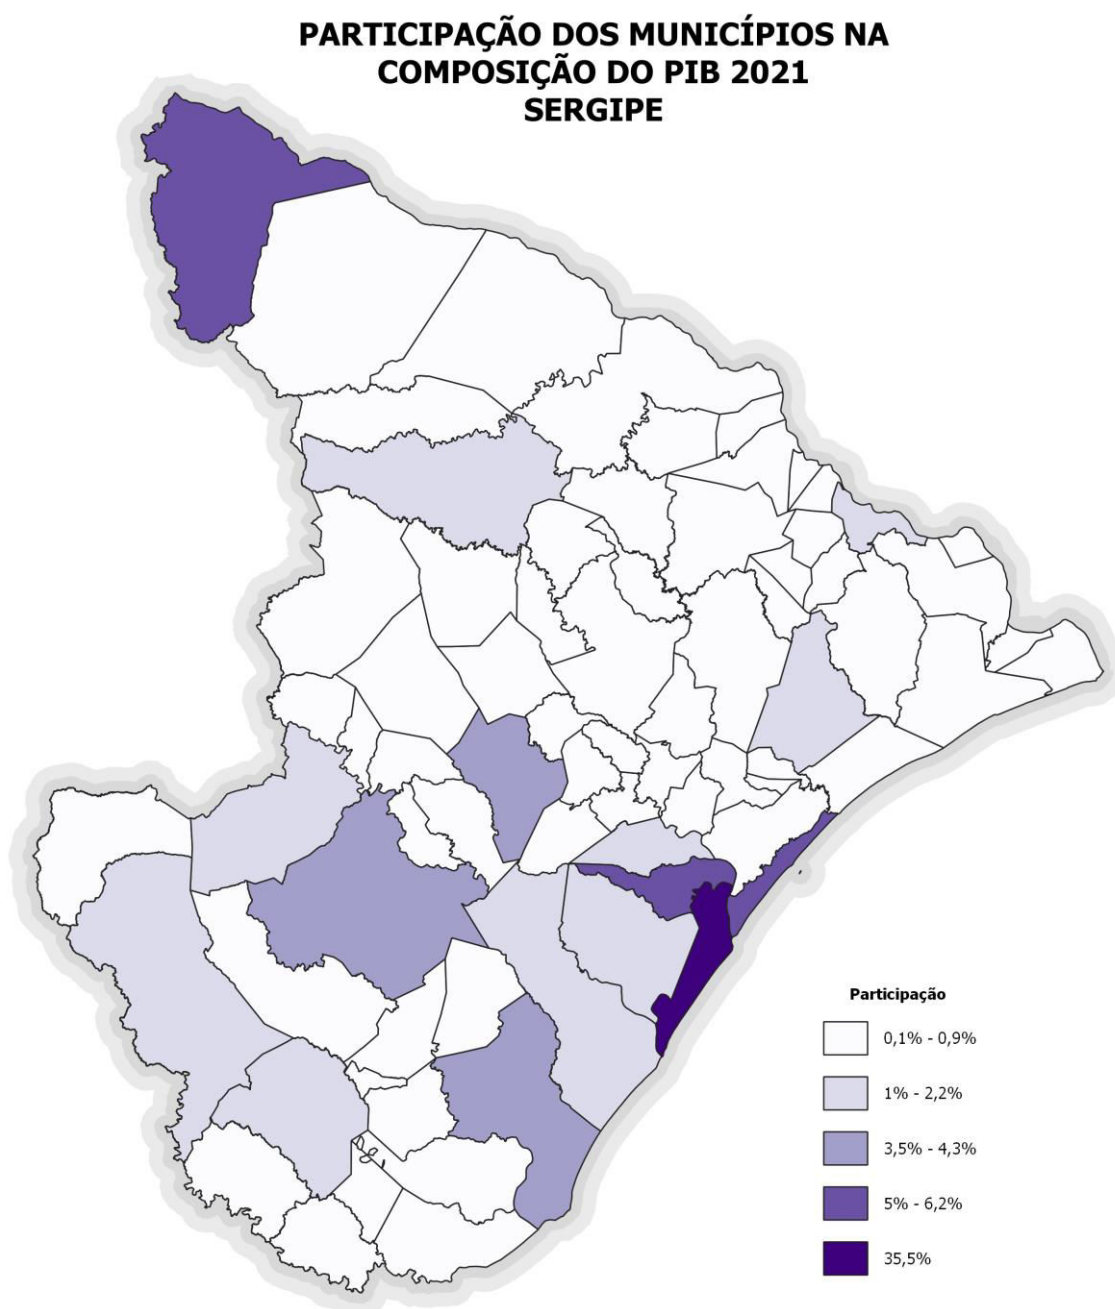 PARTICIPAÇÃO DOS MUNICÍPIOS NA
COMPOSIÇÃO DO PIB 2021
SERGIPE
Participação
0,1% - 0,9%
1% - 2,2%
3,5% - 4,3%
5% - 6,2%
35,5%